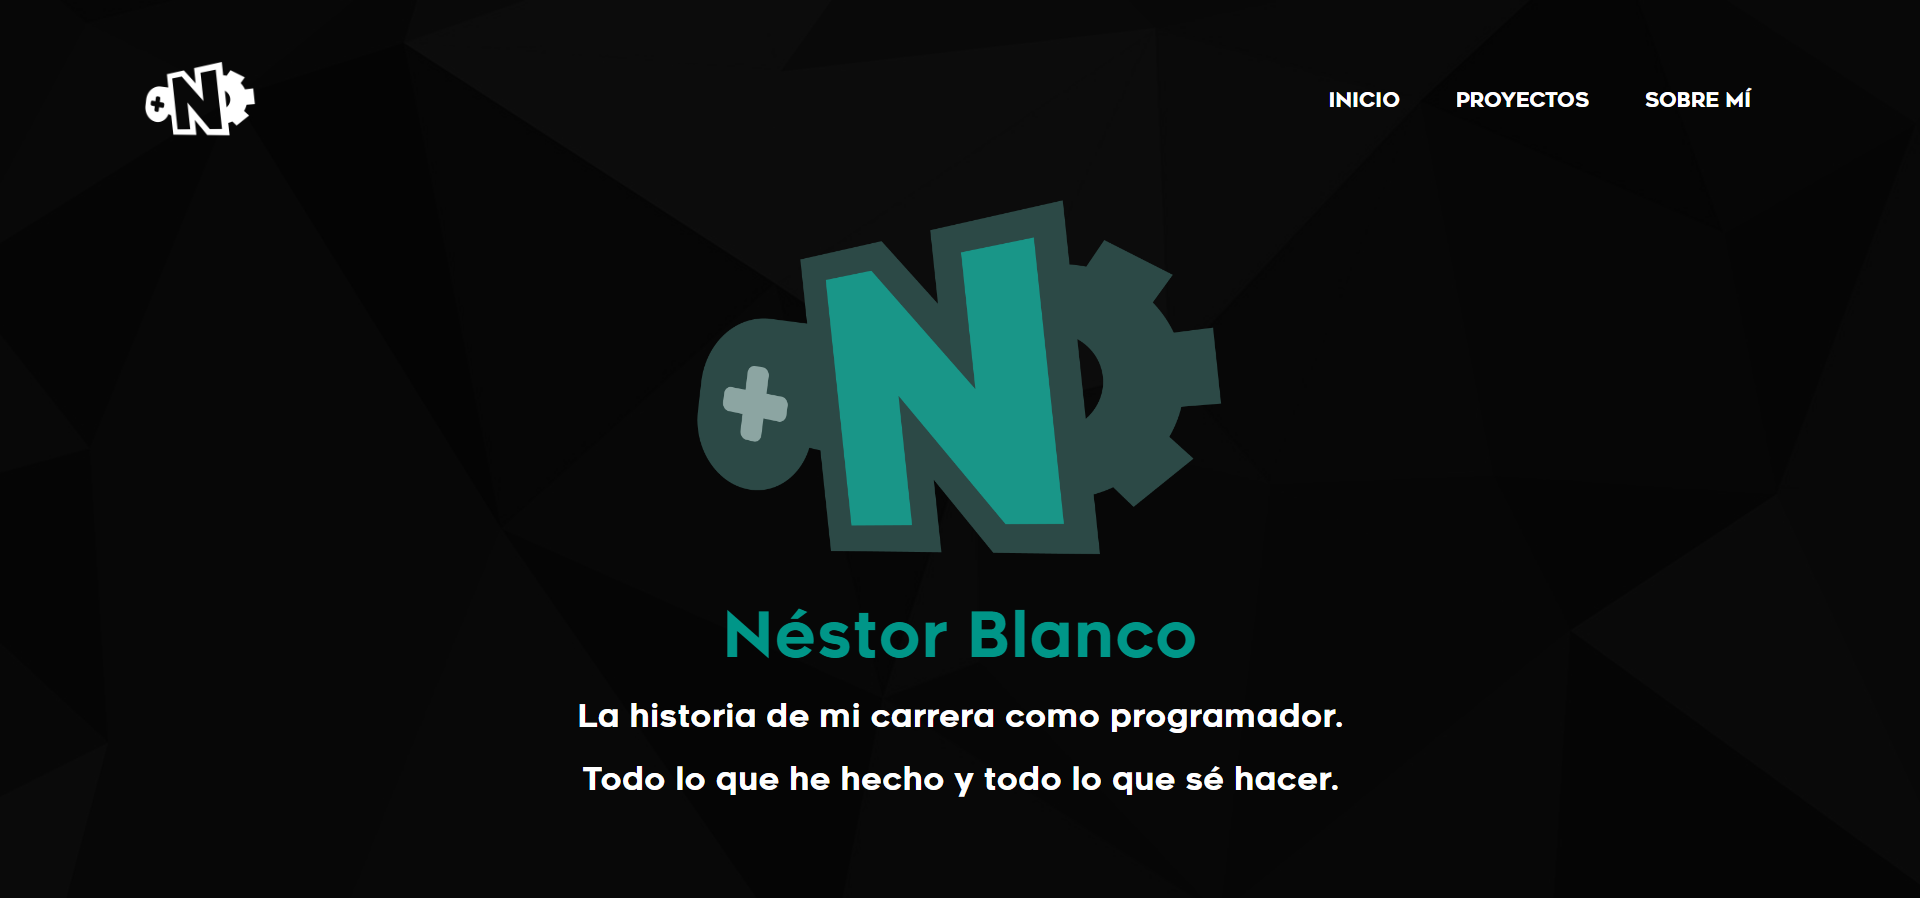 N
INICIO PROYECTOS SOBRE MÍ
N
Néstor Blanco
La historia de mi carrera como programador.
Todo lo que he hecho y todo lo que sé hacer.